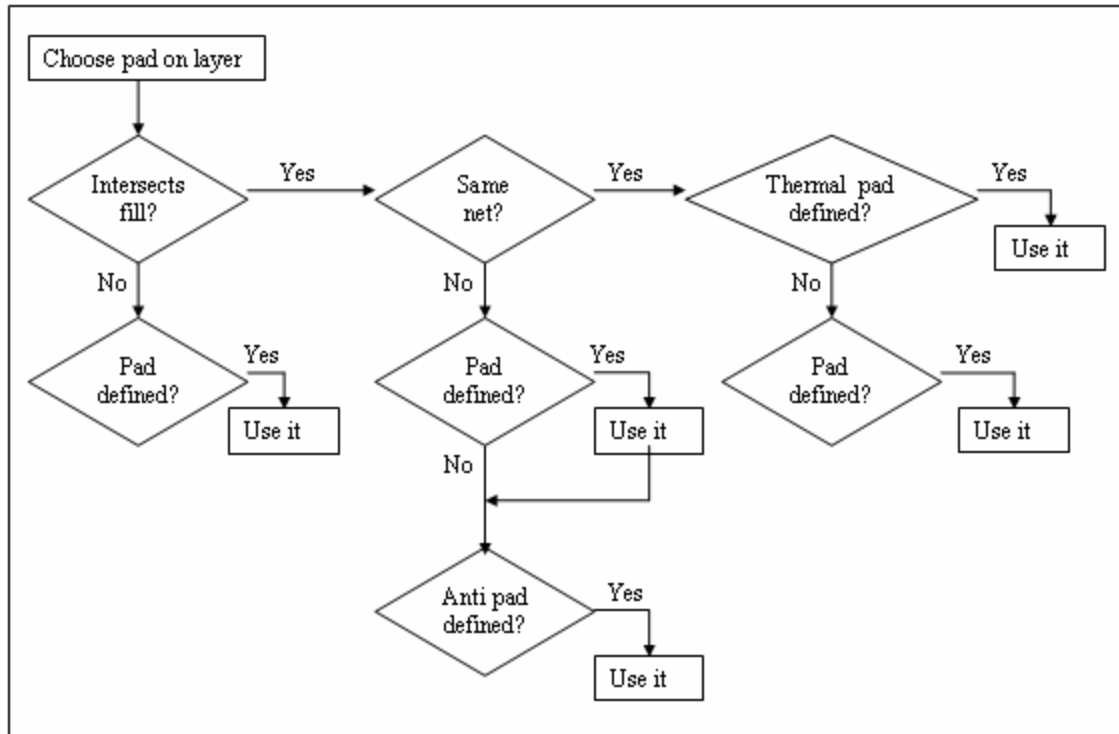 Choose pad on layer
Intersects
fill?
Yes
Same
net?
Yes
Thermal pad
defined?
Yes
Use it
No
No
No
Pad
defined?
Yes
Use it
Pad
defined?
Yes
Use it
Pad
defined?
Yes
Use it
No
Anti pad
defined?
Yes
Use it